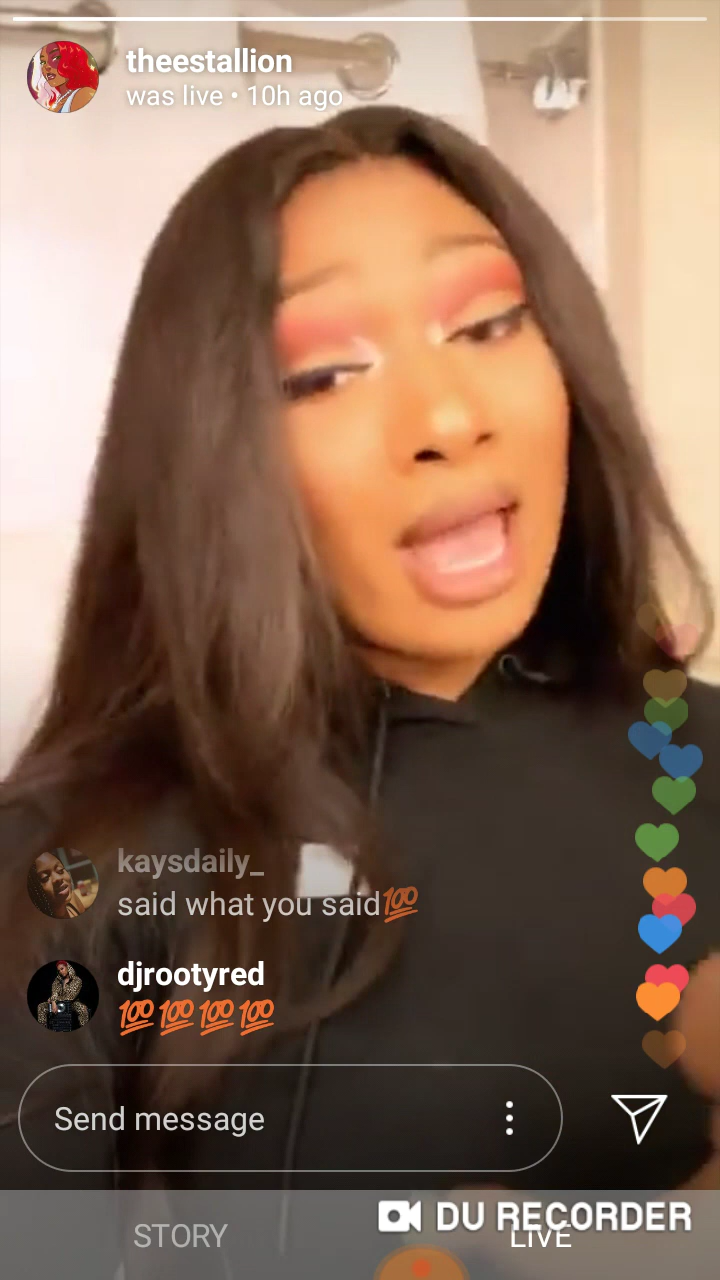 theestallion
was live • 10h ago
kaysdaily_
said what you said💯
djrootyred
💯💯💯💯
Send message
STORY
LIVE
DU RECORDER